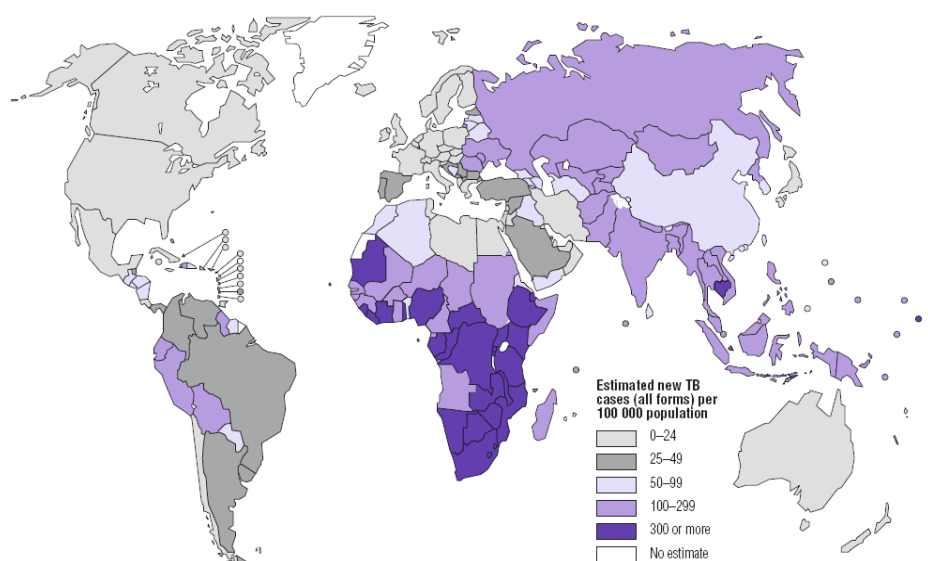 Estimated new TB
cases (all forms) per
100 000 population
0–24
25–49
50–99
100–299
300 or more
No estimate